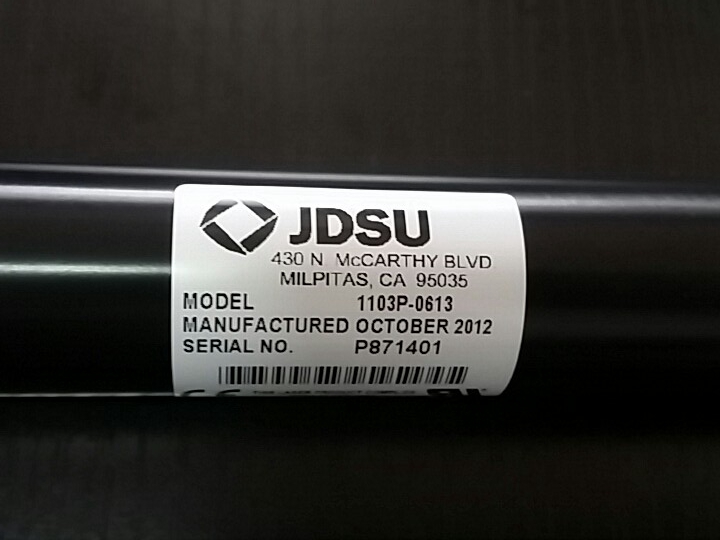 JDSU
430 N McCARTHY BLVD
MILPITAS, CA 95035
MODEL 1103P-0613
MANUFACTURED OCTOBER 2012
SERIAL NO. P871401